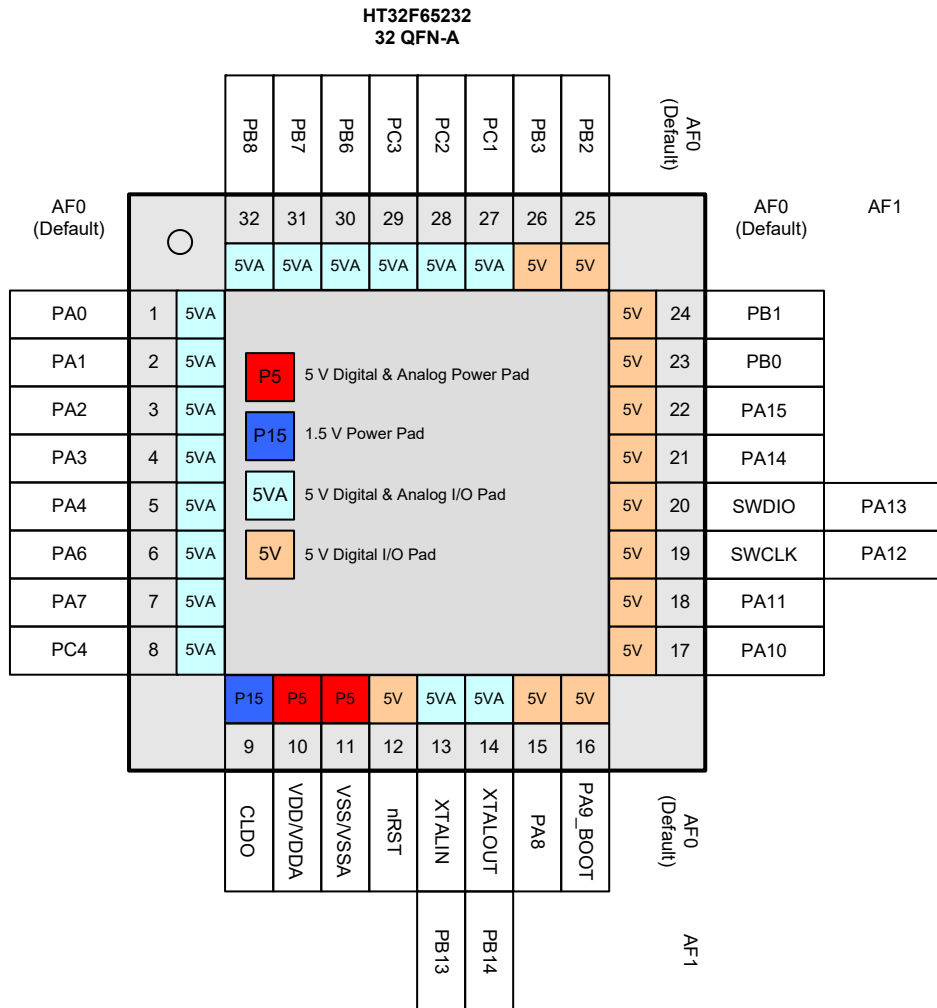 HT32F65232
32 QFN-A
PB8
PB7
PB6
PC3
PC2
PC1
PB3
PB2
AF0
(Default)
AF0
(Default)
32 31 30 29 28 27 26 25
AF0
(Default)
AF1
5VA 5VA 5VA 5VA 5VA 5VA 5V 5V
PA0 1 5VA
5V 24 PB1
PA1 2 5VA
5V 23 PB0
P5 5 V Digital & Analog Power Pad
PA2 3 5VA
5V 22 PA15
P15 1.5 V Power Pad
PA3 4 5VA
5V 21 PA14
PA4 5 5VA
5VA 5 V Digital & Analog I/O Pad
5V 20 SWDIO PA13
PA6 6 5VA
5V 5 V Digital I/O Pad
5V 19 SWCLK PA12
PA7 7 5VA
5V 18 PA11
PC4 8 5VA
5V 17 PA10
P15 P5 P5 5V 5VA 5VA 5V 5V
9 10 11 12 13 14 15 16
CLDO
VDD/VDDA
VSS/VSSA
nRST
XTALIN
XTALOUT
PA8
PA9_BOOT
AF0
(Default)
PB13
PB14
AF1